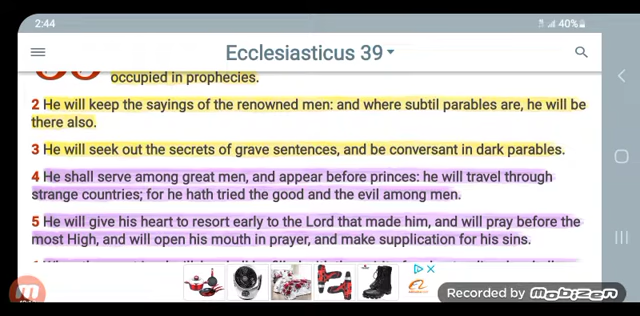 2:44
40%
Ecclesiasticus 39
occupied in prophecies.
2 He will keep the sayings of the renowned men: and where subtil parables are, he will be
there also.
3 He will seek out the secrets of grave sentences, and be conversant in dark parables.
4 He shall serve among great men, and appear before princes: he will travel through
strange countries; for he hath tried the good and the evil among men.
5 He will give his heart to resort early to the Lord that made him, and will pray before the
most High, and will open his mouth in prayer, and make supplication for his sins.
Recorded by mobizen